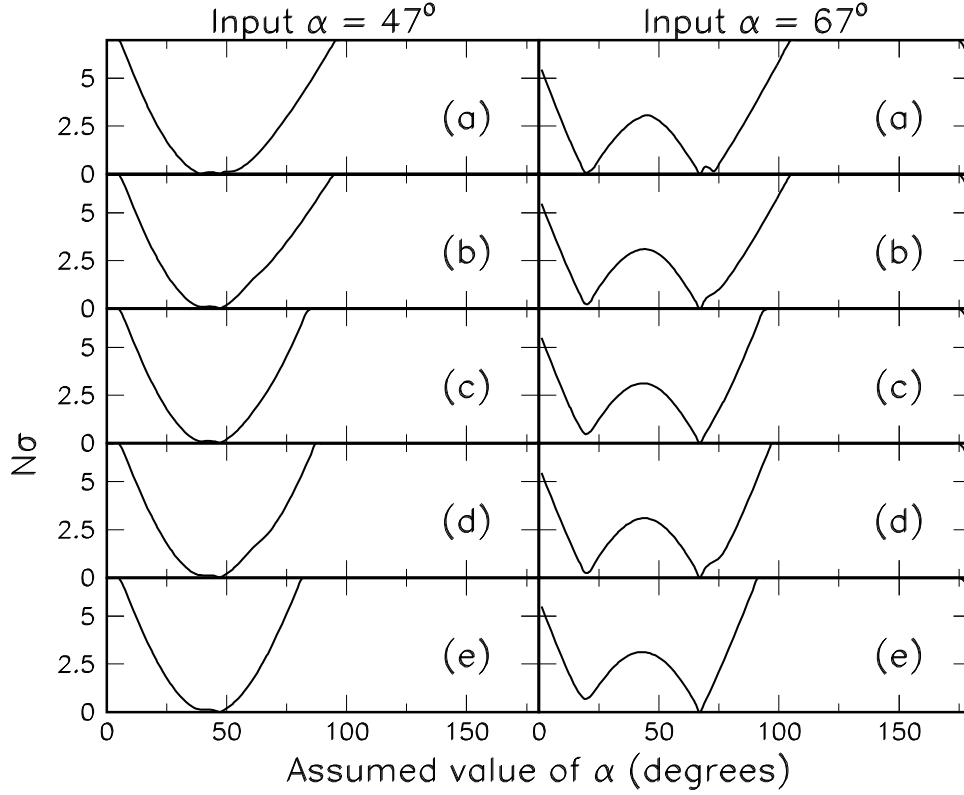 Input α = 47° Input α = 67°
5 (a) (a)
2.5
0
5 (b) (b)
2.5
0
5 (c) (c)
2.5
0
Nσ
5 (d) (d)
2.5
0
5 (e) (e)
2.5
0
0 50 100 150 0 50 100 150
Assumed value of α (degrees)